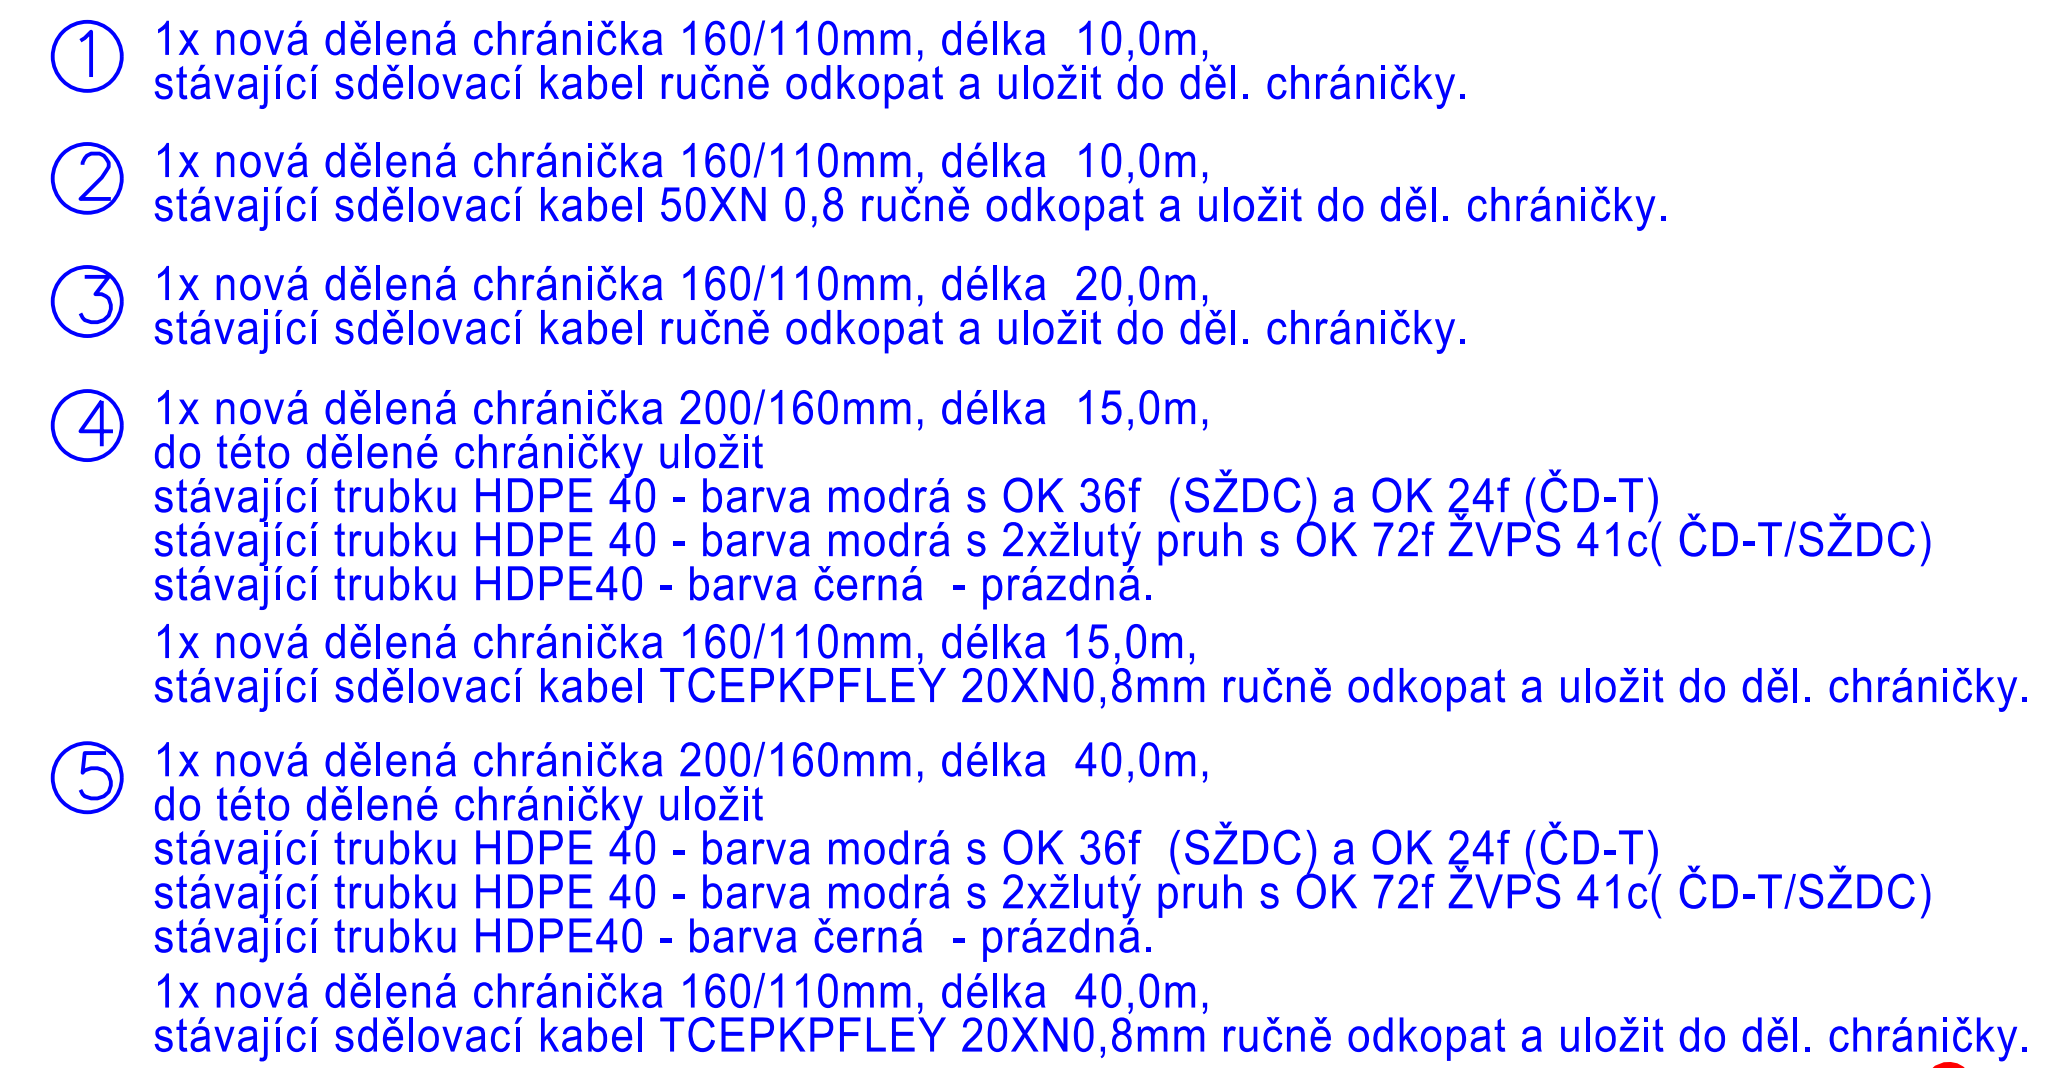 1 1x nová dělená chránička 160/110mm, délka  10,0m,
stávající sdělovací kabel ručně odkopat a uložit do děl. chráničky.
2 1x nová dělená chránička 160/110mm, délka  10,0m,
stávající sdělovací kabel 50XN 0,8 ručně odkopat a uložit do děl. chráničky.
3 1x nová dělená chránička 160/110mm, délka  20,0m,
stávající sdělovací kabel ručně odkopat a uložit do děl. chráničky.
4 1x nová dělená chránička 200/160mm, délka  15,0m,
do této dělené chráničky uložit
stávající trubku HDPE 40 - barva modrá s OK 36f  (SŽDC) a OK 24f (ČD-T)
stávající trubku HDPE 40 - barva modrá s 2xžlutý pruh s OK 72f ŽVPS 41c( ČD-T/SŽDC)
stávající trubku HDPE40 - barva černá  - prázdná.
1x nová dělená chránička 160/110mm, délka 15,0m,
stávající sdělovací kabel TCEPKPFLEY 20XN0,8mm ručně odkopat a uložit do děl. chráničky.
5 1x nová dělená chránička 200/160mm, délka  40,0m,
do této dělené chráničky uložit
stávající trubku HDPE 40 - barva modrá s OK 36f  (SŽDC) a OK 24f (ČD-T)
stávající trubku HDPE 40 - barva modrá s 2xžlutý pruh s OK 72f ŽVPS 41c( ČD-T/SŽDC)
stávající trubku HDPE40 - barva černá  - prázdná.
1x nová dělená chránička 160/110mm, délka  40,0m,
stávající sdělovací kabel TCEPKPFLEY 20XN0,8mm ručně odkopat a uložit do děl. chráničky.